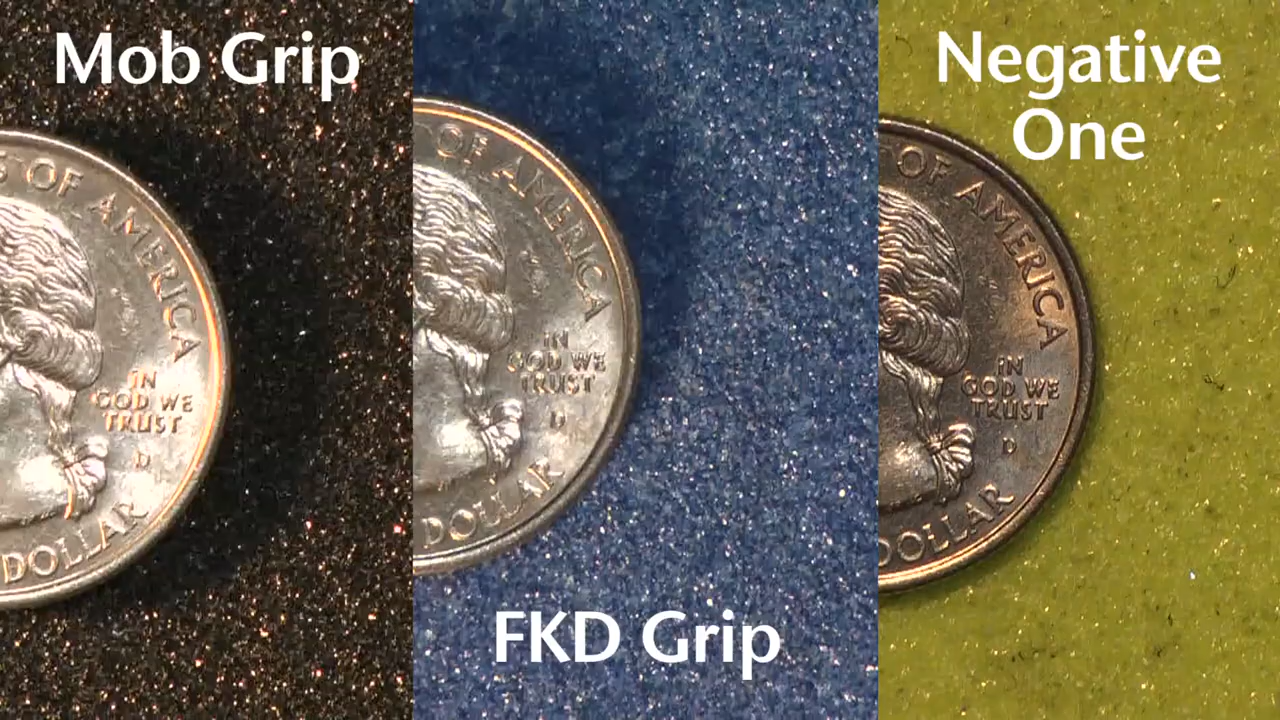 Mob Grip
S OF AMERICA
IN
GOD WE
TRUST
D
DOLLAR
FKD Grip
OF AMERICA
IN
GOD WE
TRUST
D
DOLLAR
Negative
One
OF AMERICA
IN
GOD WE
TRUST
D
DOLLAR